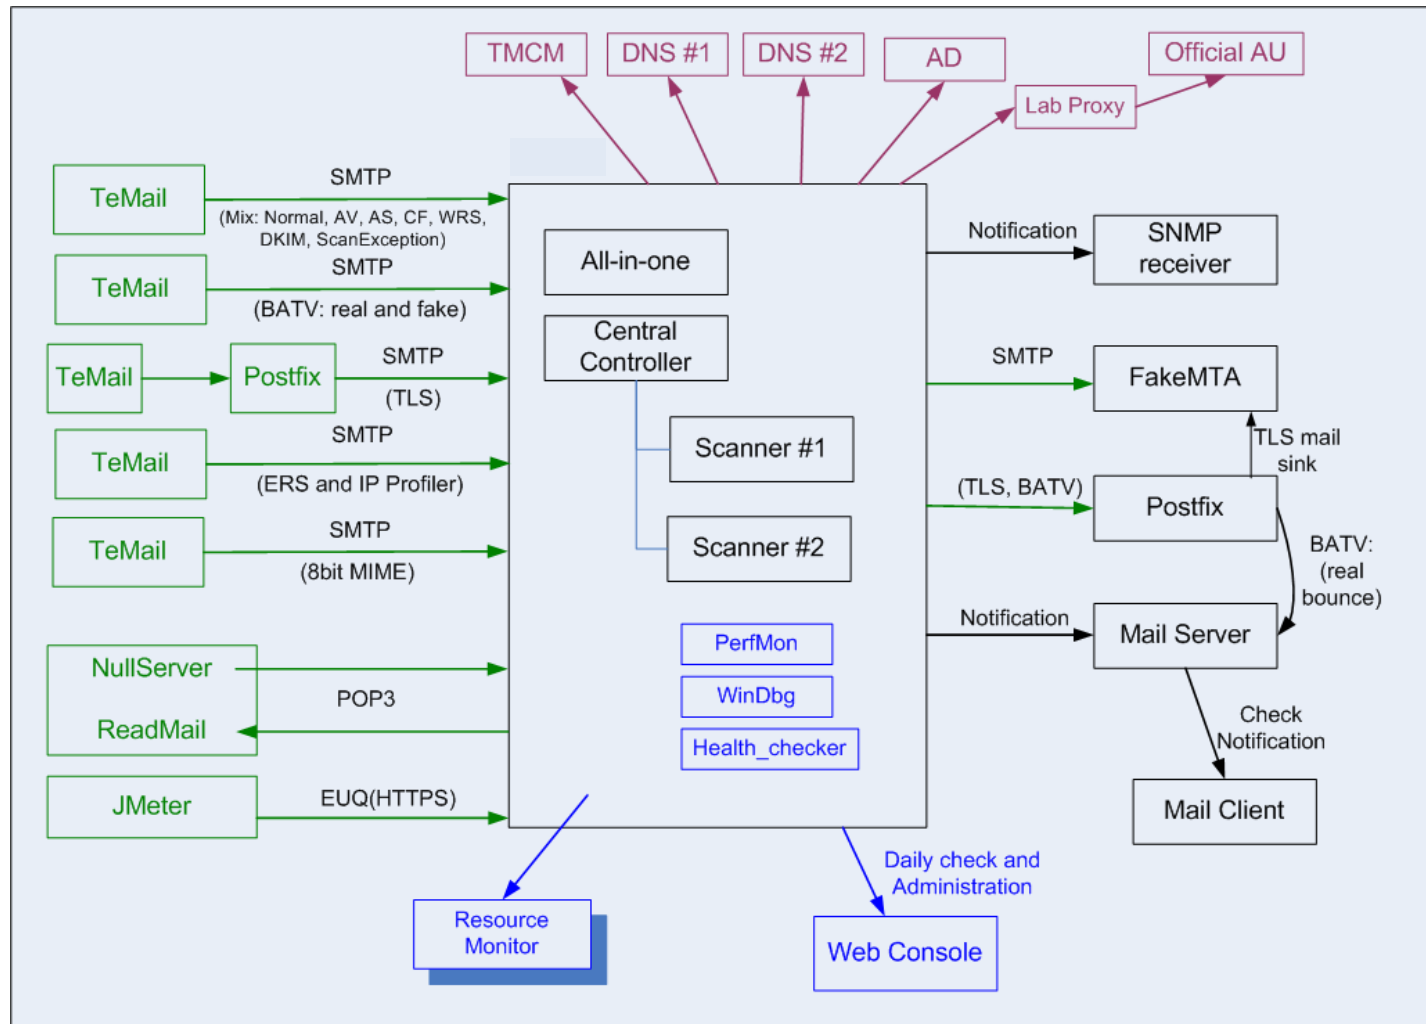 TMCM
DNS #1
DNS #2
AD
Official AU
Lab Proxy
TeMail
SMTP
(Mix: Normal, AV, AS, CF, WRS,
DKIM, ScanException)
TeMail
SMTP
(BATV: real and fake)
TeMail
Postfix
SMTP
(TLS)
TeMail
SMTP
(ERS and IP Profiler)
TeMail
SMTP
(8bit MIME)
NullServer
POP3
ReadMail
JMeter
EUQ(HTTPS)
All-in-one
Central
Controller
Scanner #1
Scanner #2
PerfMon
WinDbg
Health_checker
Notification
SNMP
receiver
SMTP
FakeMTA
TLS mail
sink
(TLS, BATV)
Postfix
BATV:
(real
bounce)
Notification
Mail Server
Check
Notification
Mail Client
Resource
Monitor
Daily check and
Administration
Web Console